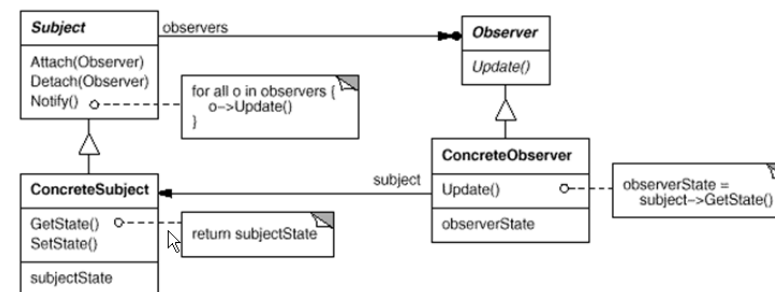 Subject
observers
Observer
Attach(Observer)
Detach(Observer)
Notify()
Update()
for all o in observers {
o->Update()
}
ConcreteSubject
subject
ConcreteObserver
GetState()
SetState()
return subjectState
Update()
observerState =
subject->GetState()
observerState
subjectState